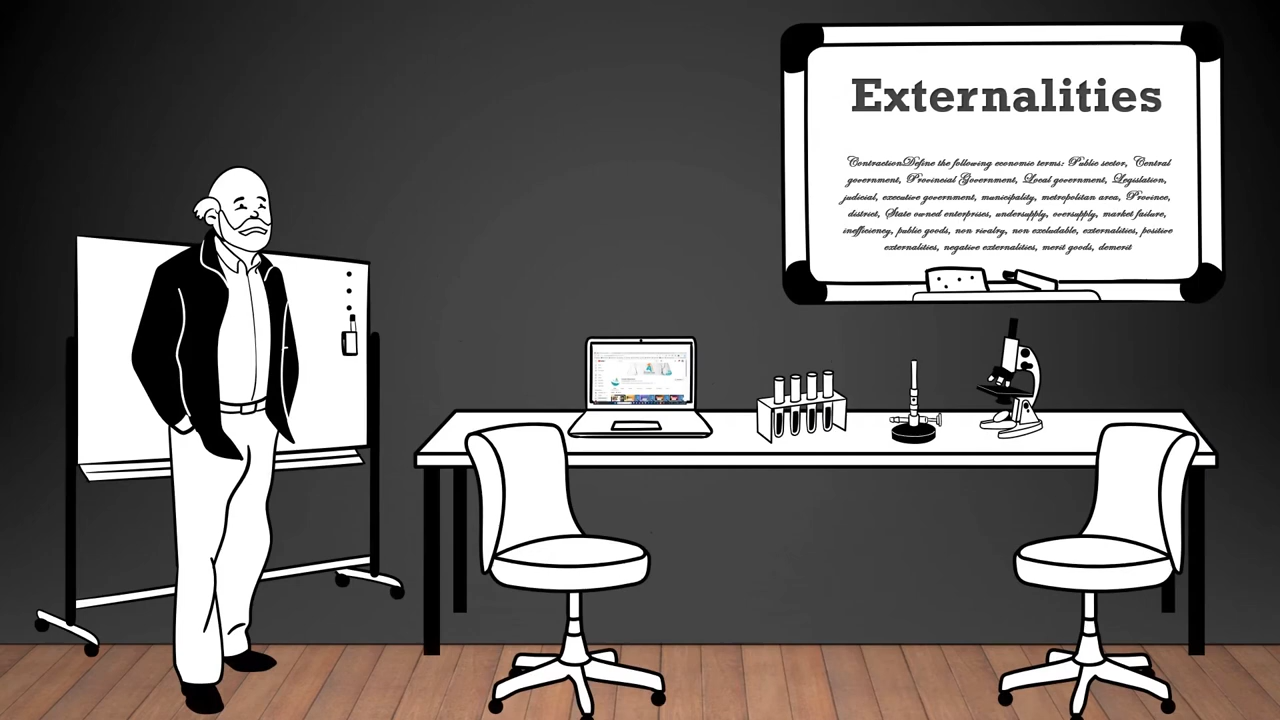 Externalities
ContractionDefine the following economic terms: Public sector, Central
government, Provincial Government, Local government, Legislation,
judicial, executive government, municipality, metropolitan area, Province,
district, State owned enterprises, undersupply, oversupply, market failure,
inefficiency, public goods, non rivalry, non excludable, externalities, positive
externalities, negative externalities, merit goods, demerit